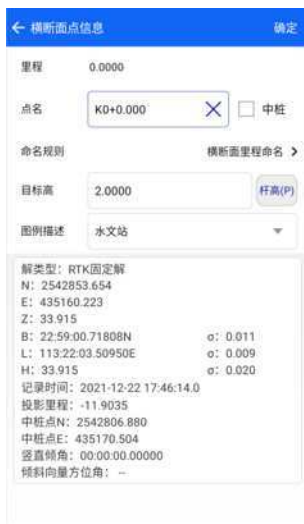 ← 横断面点信息 确定
里程 0.0000
点名 K0+0.000 中桩
命名规则 横断面里程命名 >
目标高 2.0000 杆高(P)
图例描述 水文站
解类型：RTK固定解
N：2542853.654
E：435160.223
Z：33.915
B：22:59:00.71808N σ：0.011
L：113:22:03.50950E σ：0.009
H：33.915 σ：0.020
记录时间：2021-12-22 17:46:14.0
投影里程：-11.9035
中桩点N：2542806.880
中桩点E：435170.504
竖直倾角：00:00:00.00000
倾斜向量方位角：--